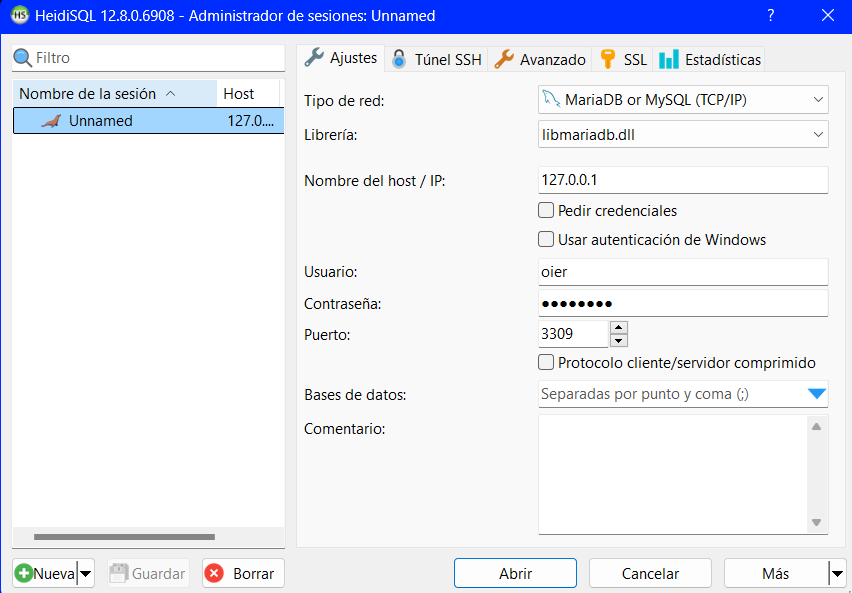 HS HeidiSQL 12.8.0.6908 - Administrador de sesiones: Unnamed ?
Filtro
Nombre de la sesión Host
Unnamed 127.0....
Ajustes Túnel SSH Avanzado SSL Estadísticas
Tipo de red: MariaDB or MySQL (TCP/IP)
Librería: libmariadb.dll
Nombre del host / IP: 127.0.0.1
Pedir credenciales
Usar autenticación de Windows
Usuario: oier
Contraseña: ●●●●●●●●
Puerto: 3309
Protocolo cliente/servidor comprimido
Bases de datos: Separadas por punto y coma (;)
Comentario:
Nueva Guardar Borrar Abrir Cancelar Más